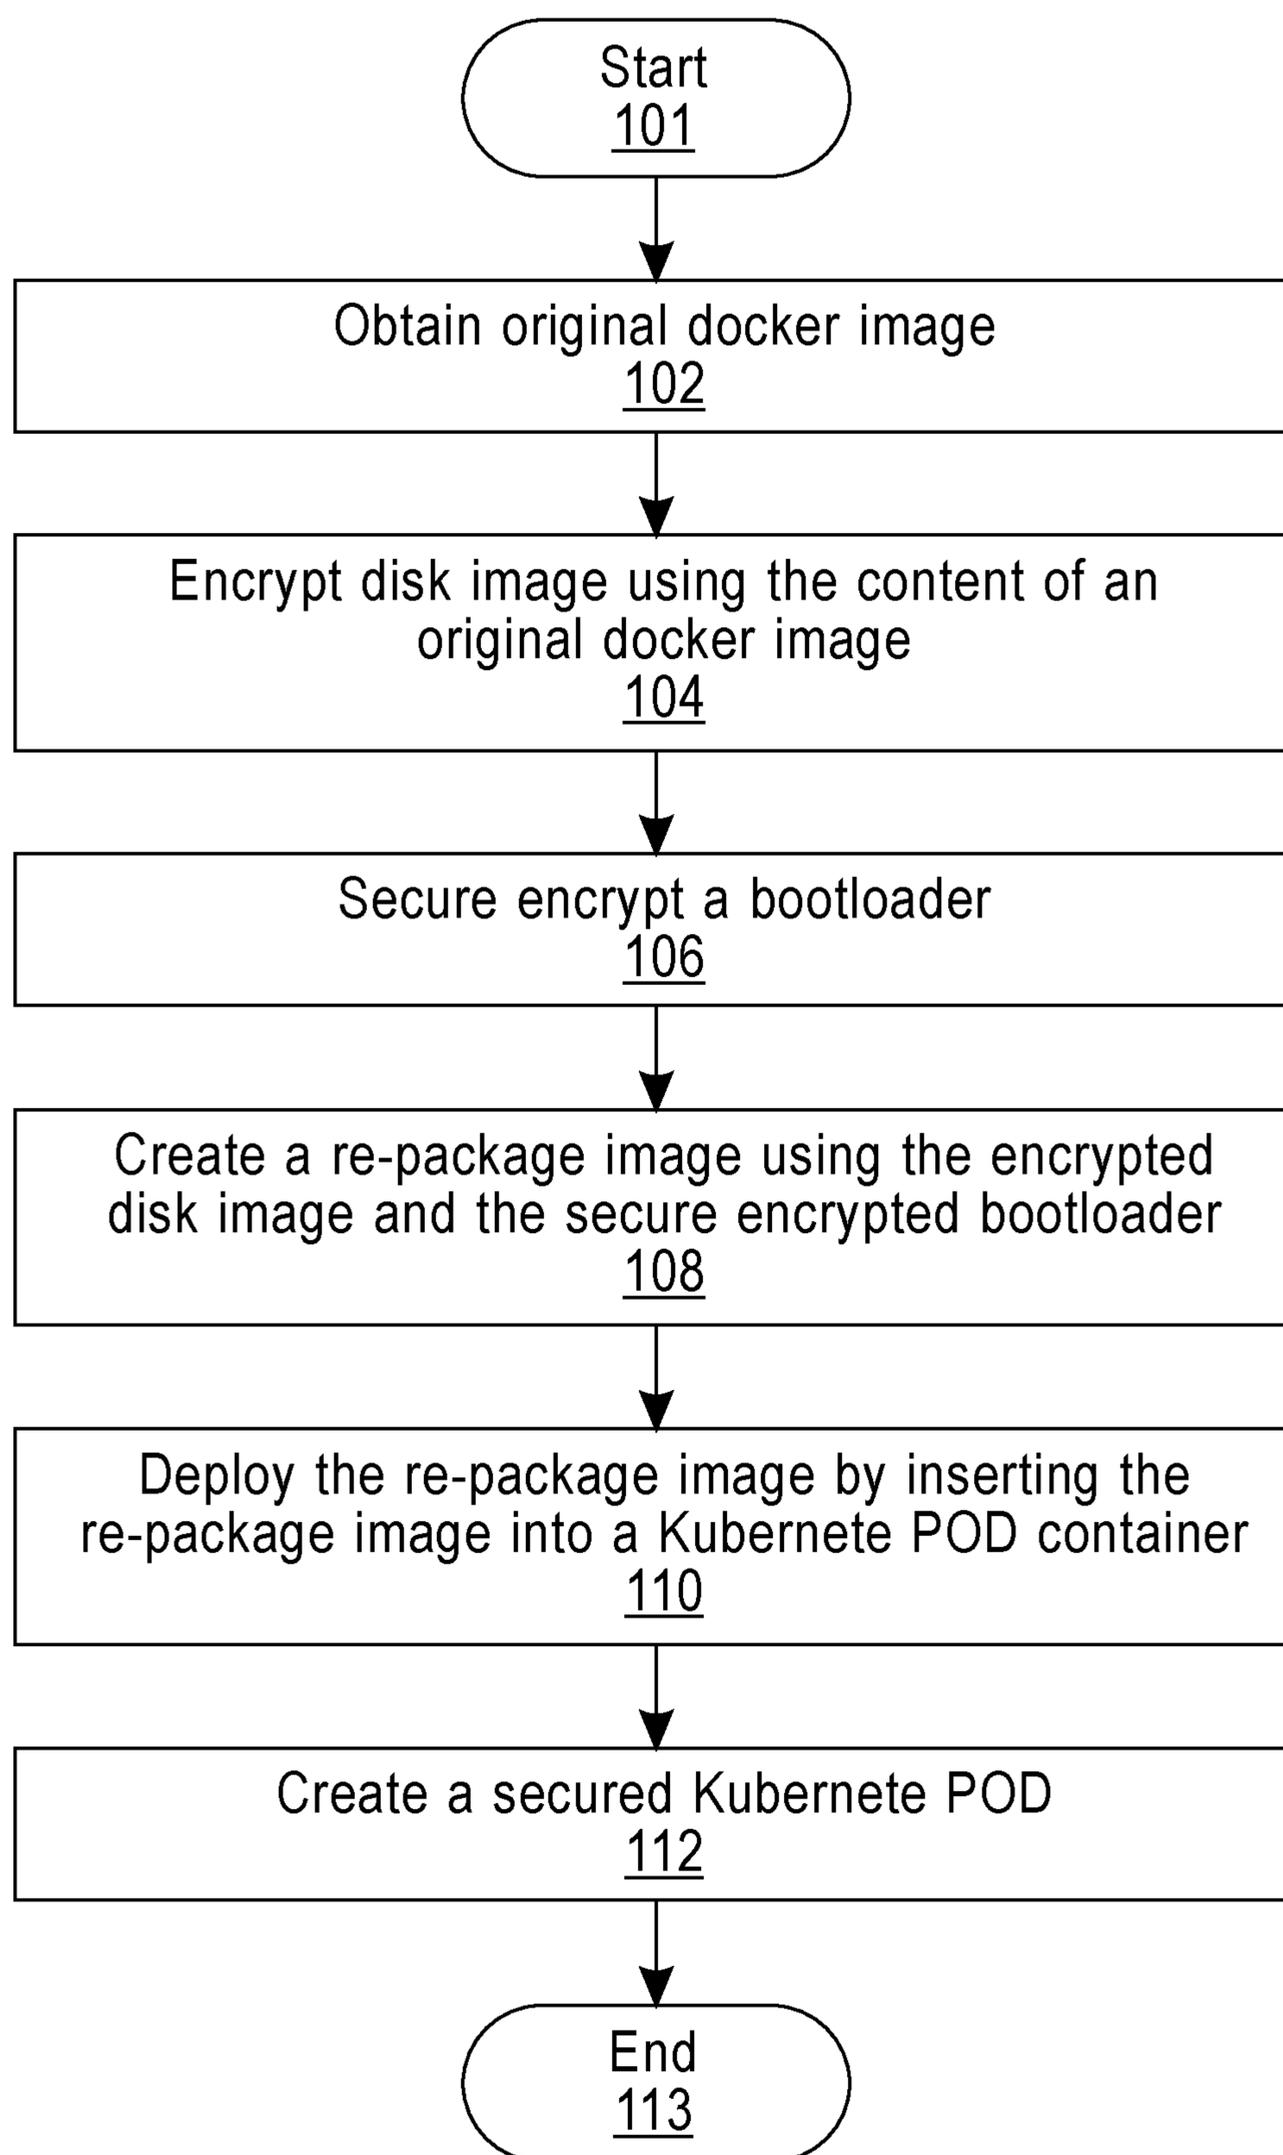 Start
101
Obtain original docker image
102
Encrypt disk image using the content of an
original docker image
104
Secure encrypt a bootloader
106
Create a re-package image using the encrypted
disk image and the secure encrypted bootloader
108
Deploy the re-package image by inserting the
re-package image into a Kubernete POD container
110
Create a secured Kubernete POD
112
End
113